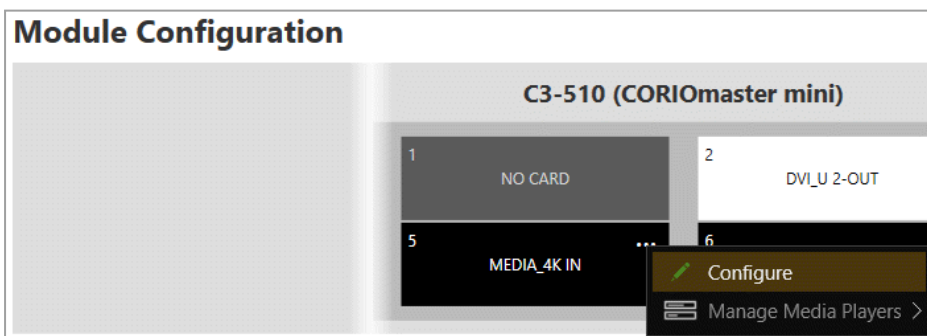 Module Configuration
C3-510 (CORIOmaster mini)
1
NO CARD
2
DVI_U 2-OUT
5
...
MEDIA_4K IN
6
Configure
Manage Media Players >